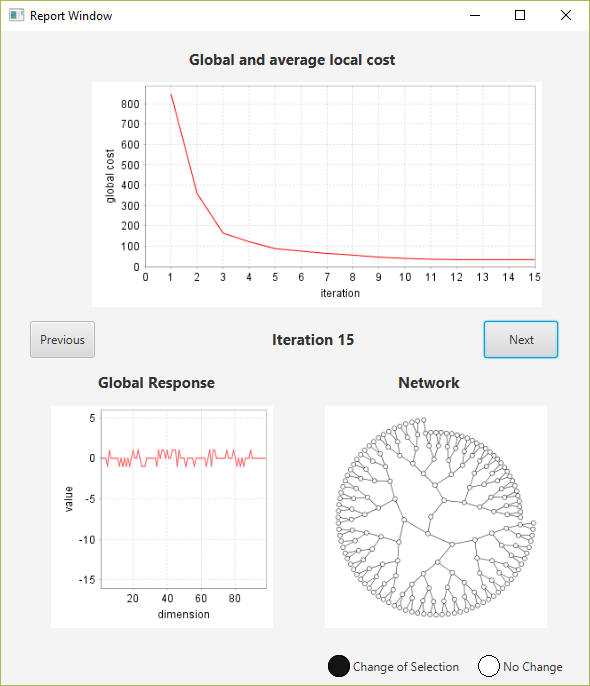 Report Window
Global and average local cost
800
700
600
500
400
300
200
100
0
global cost
0 1 2 3 4 5 6 7 8 9 10 11 12 13 14 15
iteration
Previous
Iteration 15
Next
Global Response
Network
5
0
-5
-10
-15
value
20 40 60 80
dimension
Change of Selection
No Change